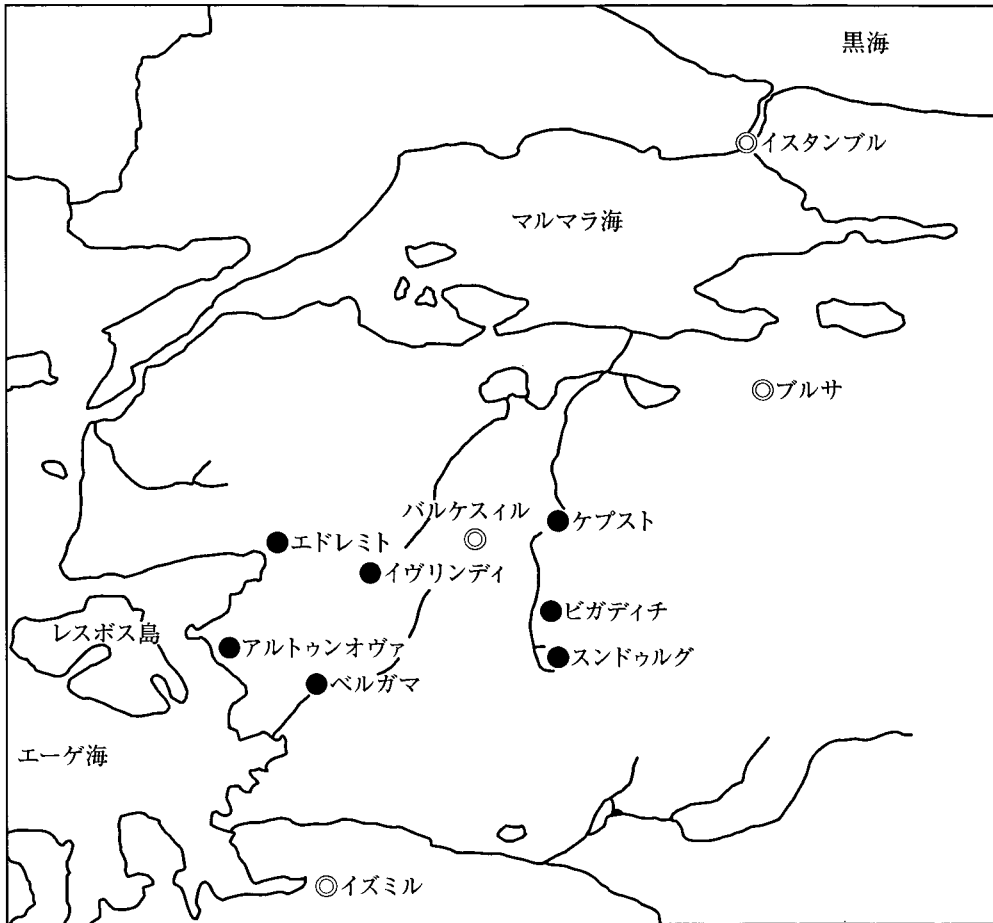 黒海
イスタンブル
マルマラ海
ブルサ
バルケスィル
ケプスト
エドレミト
イヴリンディ
ビガディチ
レスボス島
アルトゥンオヴァ
スンドゥルグ
ベルガマ
エーゲ海
イズミル